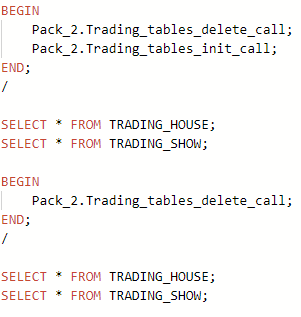 BEGIN
    Pack_2.Trading_tables_delete_call;
    Pack_2.Trading_tables_init_call;
END;
/

SELECT * FROM TRADING_HOUSE;
SELECT * FROM TRADING_SHOW;

BEGIN
    Pack_2.Trading_tables_delete_call;
END;
/

SELECT * FROM TRADING_HOUSE;
SELECT * FROM TRADING_SHOW;